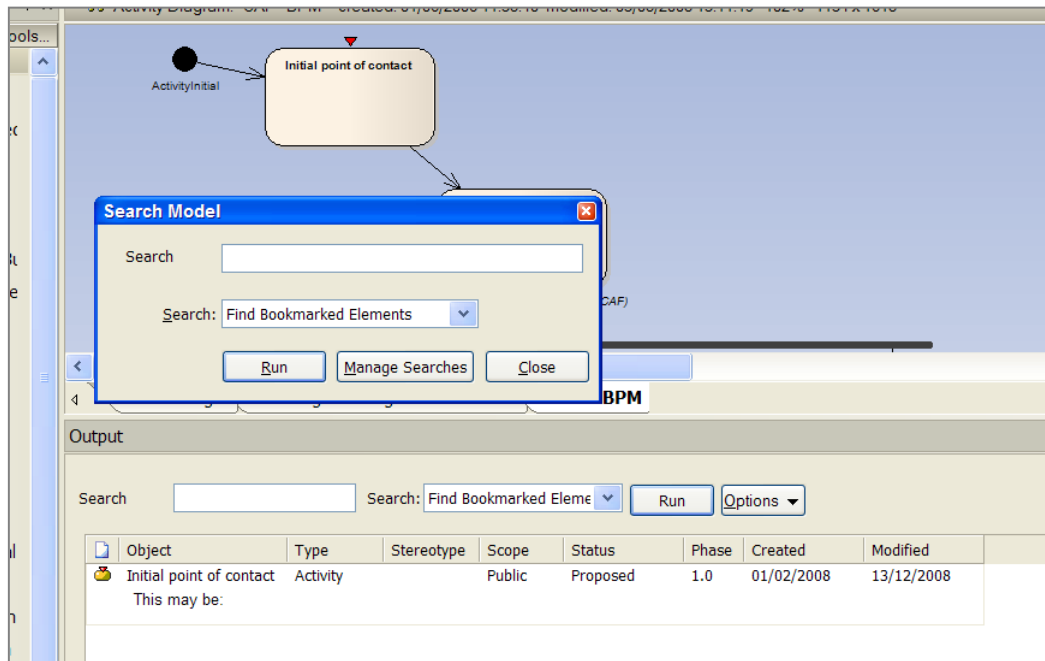 ools...
Initial point of contact
ActivityInitial
Search Model
Search
Search: Find Bookmarked Elements
CAF)
Run Manage Searches Close
BPM
Output
Search Search: Find Bookmarked Eleme Run Options
Object Type Stereotype Scope Status Phase Created Modified
Initial point of contact Activity Public Proposed 1.0 01/02/2008 13/12/2008
This may be: